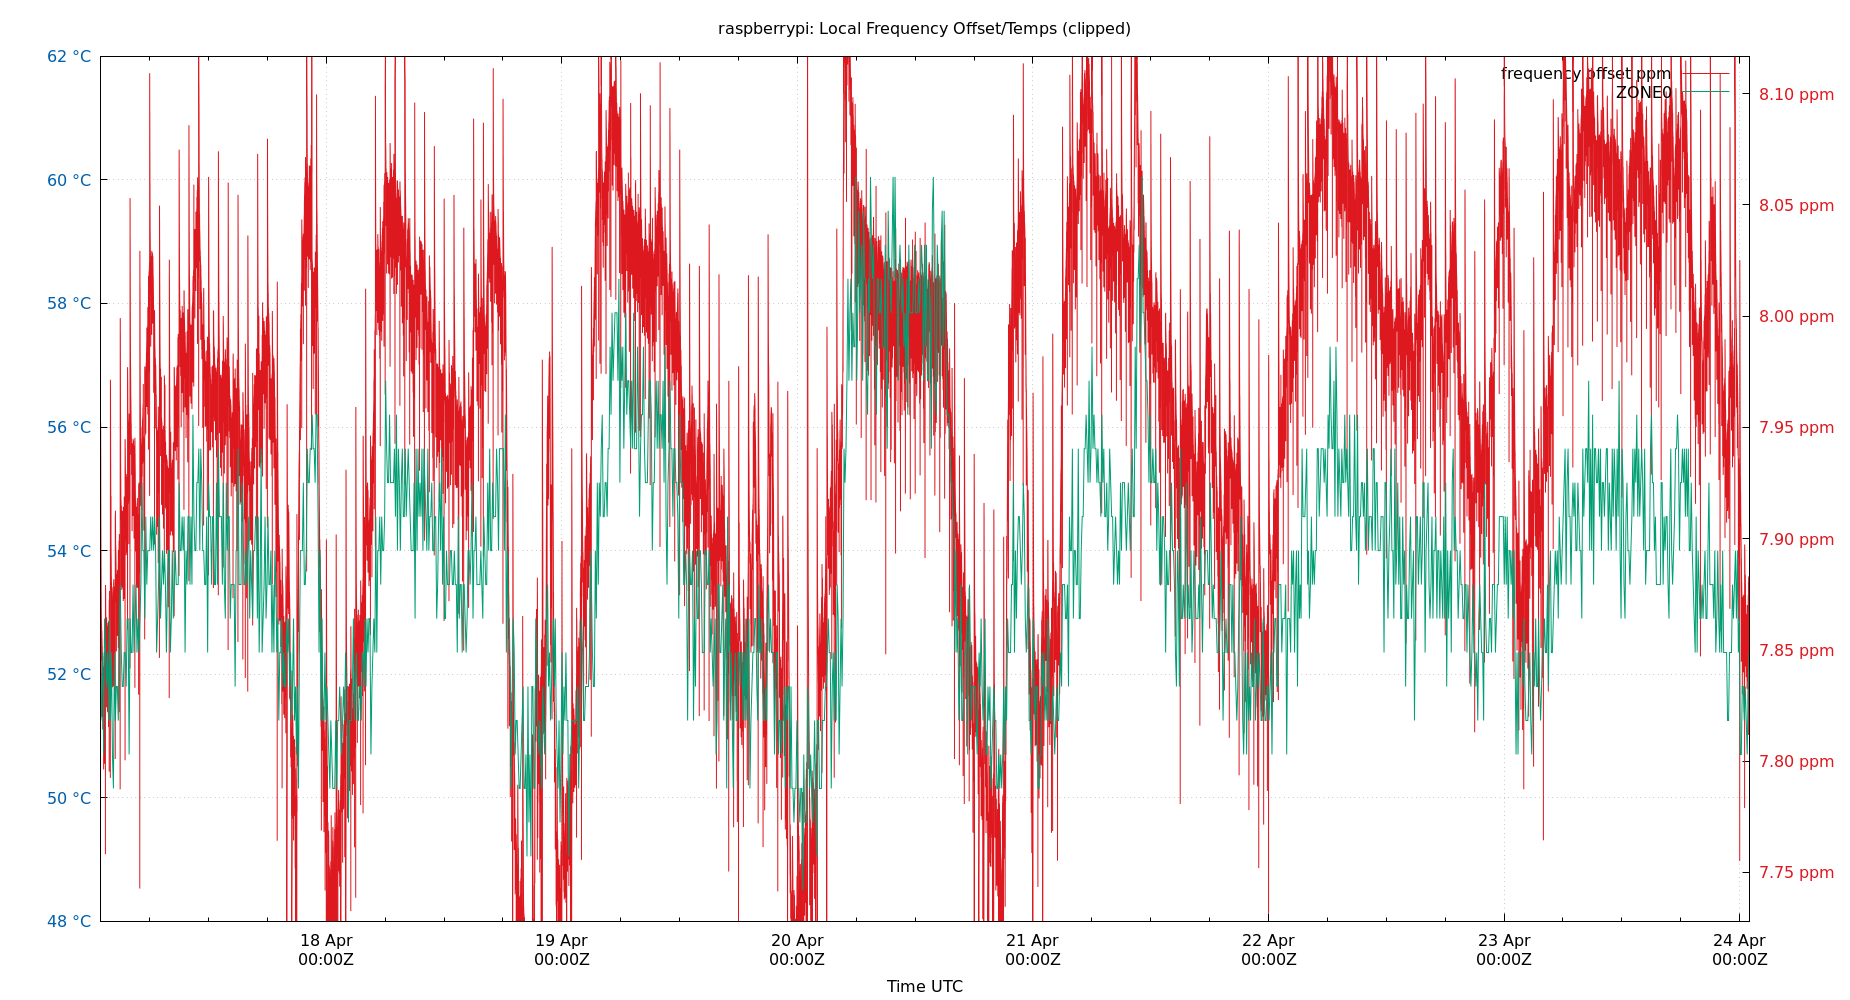 raspberrypi: Local Frequency Offset/Temps (clipped)
62 °C
60 °C
58 °C
56 °C
54 °C
52 °C
50 °C
48 °C
frequency offset ppm
ZONE0
8.10 ppm
8.05 ppm
8.00 ppm
7.95 ppm
7.90 ppm
7.85 ppm
7.80 ppm
7.75 ppm
18 Apr 19 Apr 20 Apr 21 Apr 22 Apr 23 Apr 24 Apr
00:00Z 00:00Z 00:00Z 00:00Z 00:00Z 00:00Z 00:00Z
Time UTC